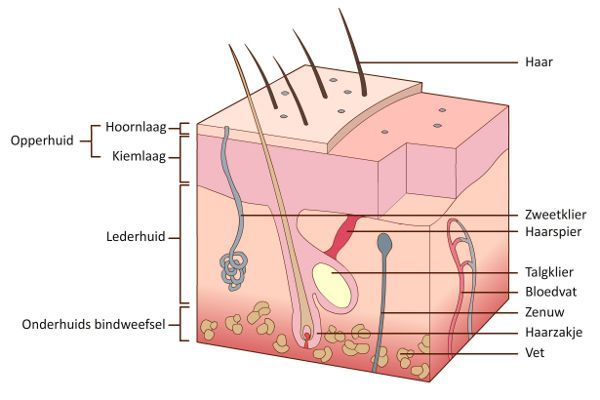 Haar
Hoornlaag
Opperhuid
Kiemlaag
Lederhuid
Zweetklier
Haarspier
Talgklier
Bloedvat
Zenuw
Onderhuids bindweefsel
Haarzakje
Vet